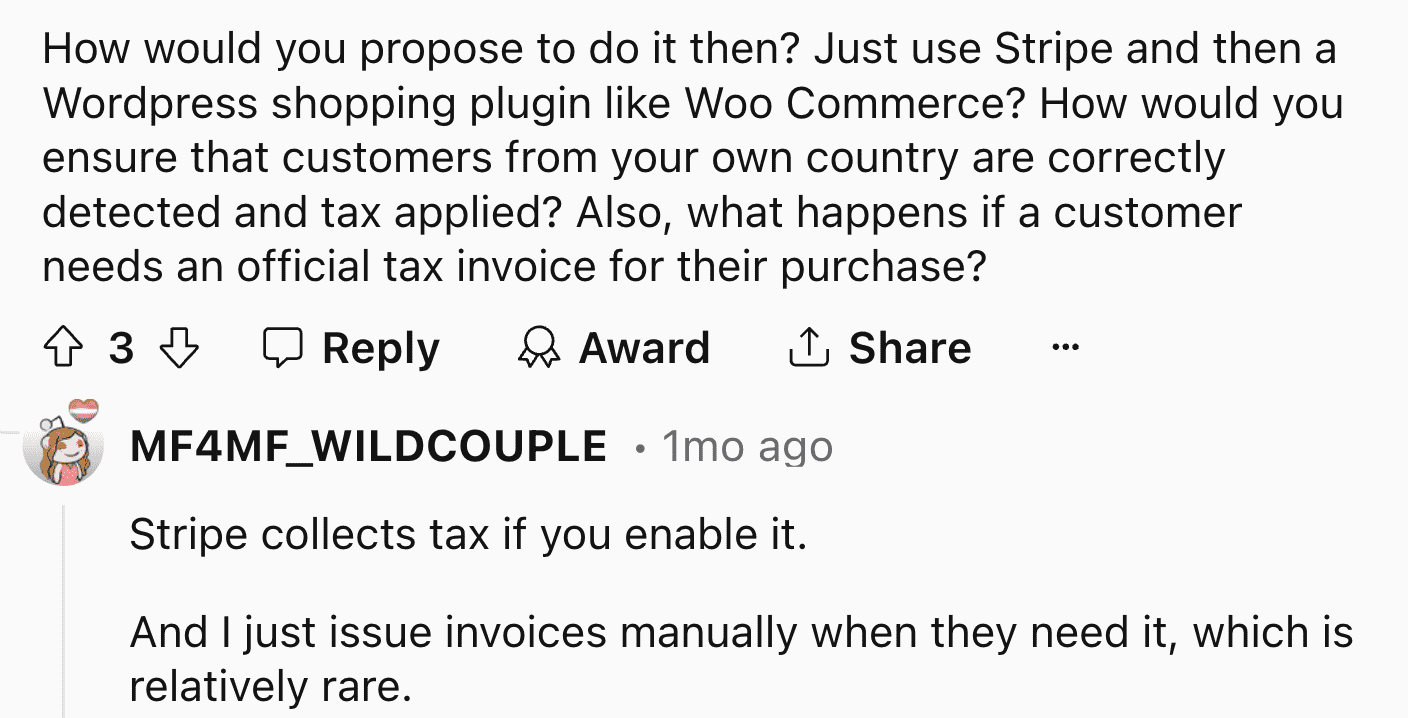 How would you propose to do it then? Just use Stripe and then a
Wordpress shopping plugin like Woo Commerce? How would you
ensure that customers from your own country are correctly
detected and tax applied? Also, what happens if a customer
needs an official tax invoice for their purchase?
3 Reply Award Share ...
MF4MF_WILDCOUPLE • 1mo ago
Stripe collects tax if you enable it.
And I just issue invoices manually when they need it, which is
relatively rare.